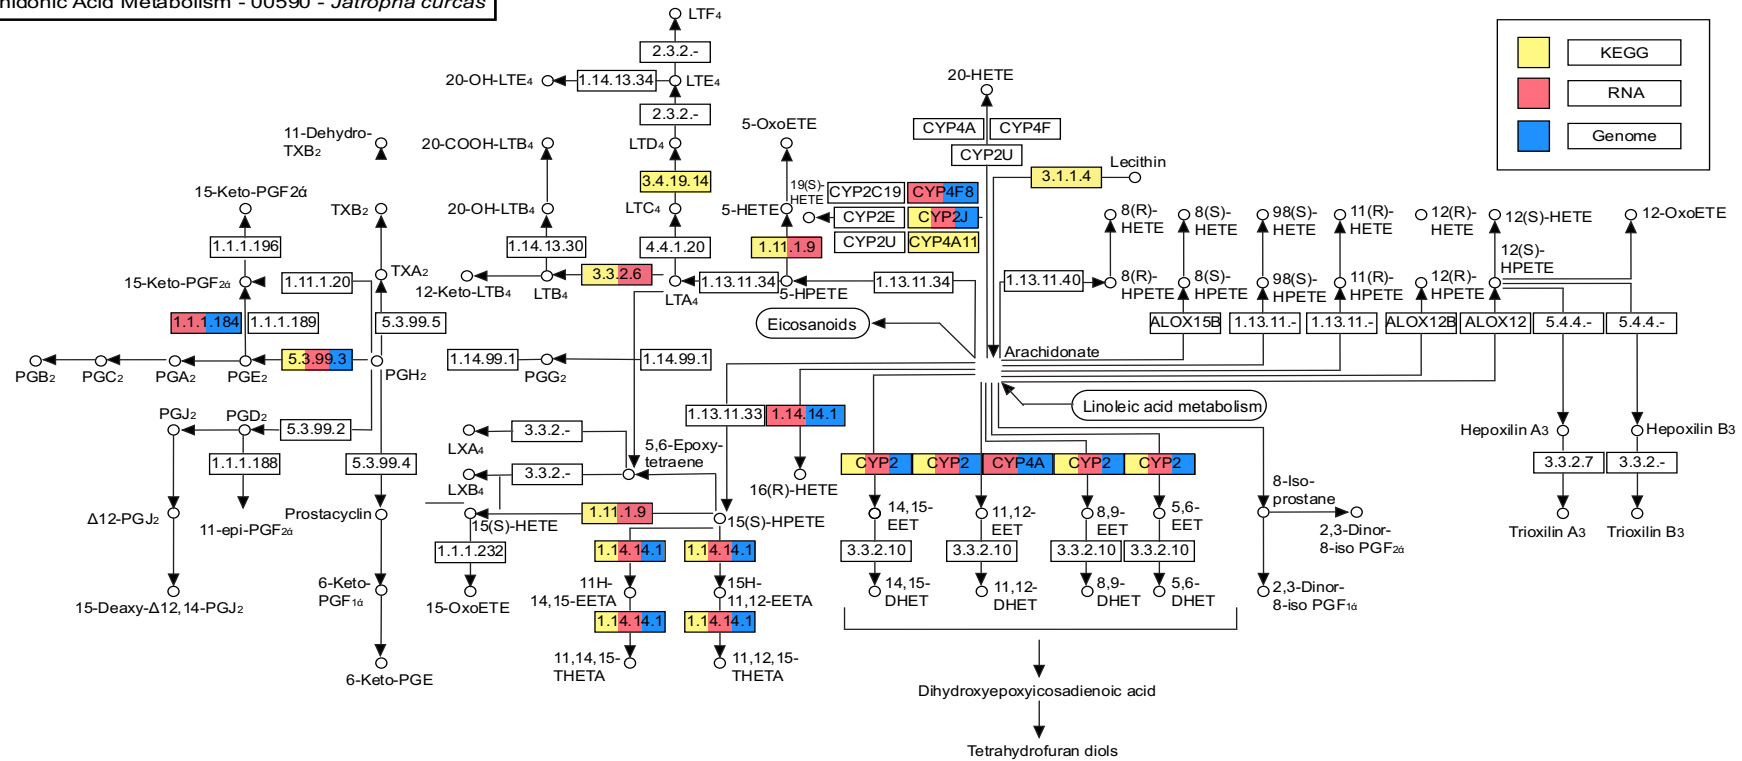 nidonic Acid Metabolism - 00590 - Jatropha curcas
KEGG
RNA
Genome
LTF4
2.3.2.-
20-OH-LTE4
1.14.13.34
LTE4
2.3.2.-
20-HETE
CYP4A
CYP4F
CYP2U
11-Dehydro-
TXB2
20-COOH-LTB4
LTD4
5-OxoETE
Lecithin
3.1.1.4
3.4.19.14
15-Keto-PGF2ά
TXB2
20-OH-LTB4
LTC4
5-HETE
19(S)-
HETE
CYP2C19
CYP4F8
CYP2E
CYP2J
CYP2U
CYP4A11
8(R)-
HETE
8(S)-
HETE
98(S)-
HETE
11(R)-
HETE
12(R)-
HETE
12(S)-HETE
12-OxoETE
1.1.1.196
1.14.13.30
4.4.1.20
1.11.1.9
12(S)-
HPETE
15-Keto-PGF2ά
1.11.1.20
TXA2
12-Keto-LTB4
LTB4
3.3.2.6
LTA4
1.13.11.34
5-HPETE
1.13.11.34
1.13.11.40
8(R)-
HPETE
8(S)-
HPETE
98(S)-
HPETE
11(R)-
HPETE
12(R)-
HPETE
1.1.1.184
1.1.1.189
5.3.99.5
Eicosanoids
ALOX15B
1.13.11.-
1.13.11.-
ALOX12B
ALOX12
5.4.4.-
5.4.4.-
PGB2
PGC2
PGA2
PGE2
5.3.99.3
PGH2
1.14.99.1
PGG2
1.14.99.1
Arachidonate
PGJ2
PGD2
5.3.99.2
1.13.11.33
1.14.14.1
Linoleic acid metabolism
LXA4
3.3.2.-
5,6-Epoxy-
tetraene
Hepoxilin A3
Hepoxilin B3
1.1.1.188
5.3.99.4
LXB4
3.3.2.-
16(R)-HETE
CYP2
CYP2
CYP4A
CYP2
CYP2
3.3.2.7
3.3.2.-
Δ12-PGJ2
11-epi-PGF2ά
Prostacyclin
15(S)-HETE
1.11.1.9
15(S)-HPETE
14,15-
EET
11,12-
EET
8,9-
EET
5,6-
EET
8-Iso-
prostane
2,3-Dinor-
8-iso PGF2ά
Trioxilin A3
Trioxilin B3
1.1.1.232
1.14.14.1
1.14.14.1
3.3.2.10
3.3.2.10
3.3.2.10
3.3.2.10
15-Deaxy-Δ12,14-PGJ2
6-Keto-
PGF1ά
15-OxoETE
11H-
14,15-EETA
15H-
11,12-EETA
14,15-
DHET
11,12-
DHET
8,9-
DHET
5,6-
DHET
2,3-Dinor-
8-iso PGF1ά
1.14.14.1
1.14.14.1
6-Keto-PGE
11,14,15-
THETA
11,12,15-
THETA
Dihydroxyepoxyicosadienoic acid
Tetrahydrofuran diols